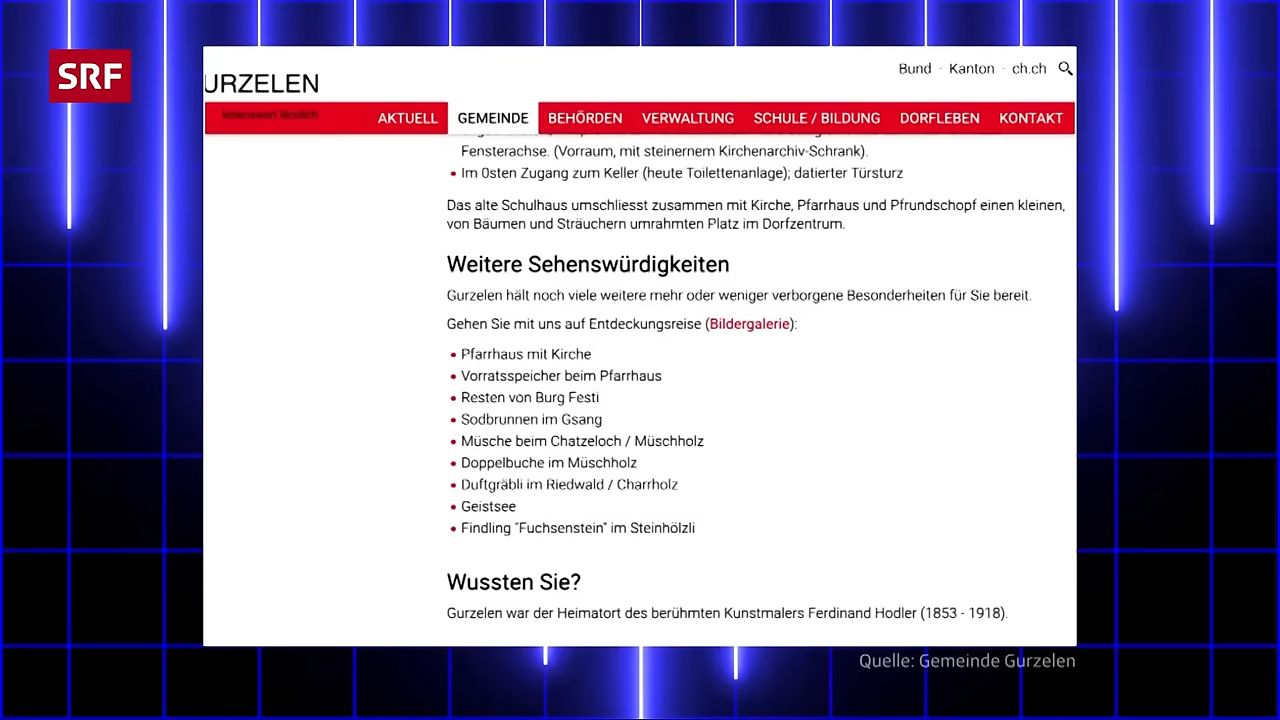 SRF
Bund - Kanton - ch.ch
URZELEN
lebenswert ländlich
AKTUELL GEMEINDE BEHÖRDEN VERWALTUNG SCHULE / BILDUNG DORFLEBEN KONTAKT
Fensterachse. (Vorraum, mit steinernem Kirchenarchiv-Schrank).
• Im Osten Zugang zum Keller (heute Toilettenanlage); datierter Türsturz
Das alte Schulhaus umschliesst zusammen mit Kirche, Pfarrhaus und Pfrundschopf einen kleinen,
von Bäumen und Sträuchern umrahmten Platz im Dorfzentrum.
Weitere Sehenswürdigkeiten
Gurzelen hält noch viele weitere mehr oder weniger verborgene Besonderheiten für Sie bereit.
Gehen Sie mit uns auf Entdeckungsreise (Bildergalerie):
• Pfarrhaus mit Kirche
• Vorratsspeicher beim Pfarrhaus
• Resten von Burg Festi
• Sodbrunnen im Gsang
• Müsche beim Chatzeloch / Müschholz
• Doppelbuche im Müschholz
• Duftgräbli im Riedwald / Charrholz
• Geistsee
• Findling "Fuchsenstein" im Steinhölzli
Wussten Sie?
Gurzelen war der Heimatort des berühmten Kunstmalers Ferdinand Hodler (1853 - 1918).
Quelle: Gemeinde Gurzelen